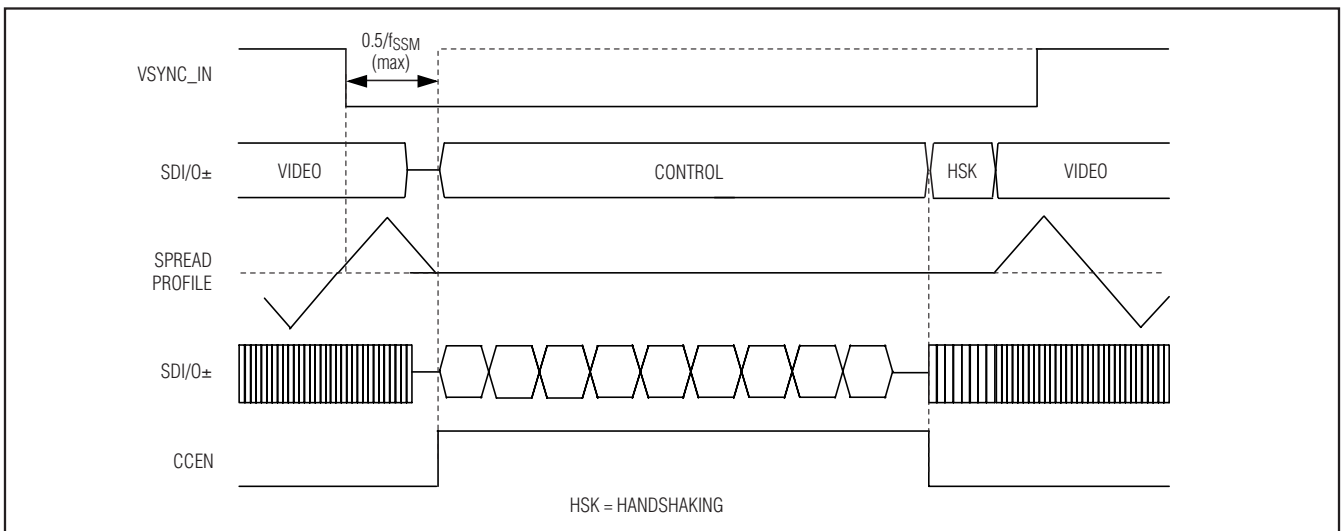 0.5/fSSM
(max)
VSYNC_IN
SDI/O±
VIDEO
CONTROL
HSK
VIDEO
SPREAD
PROFILE
SDI/O±
CCEN
HSK = HANDSHAKING